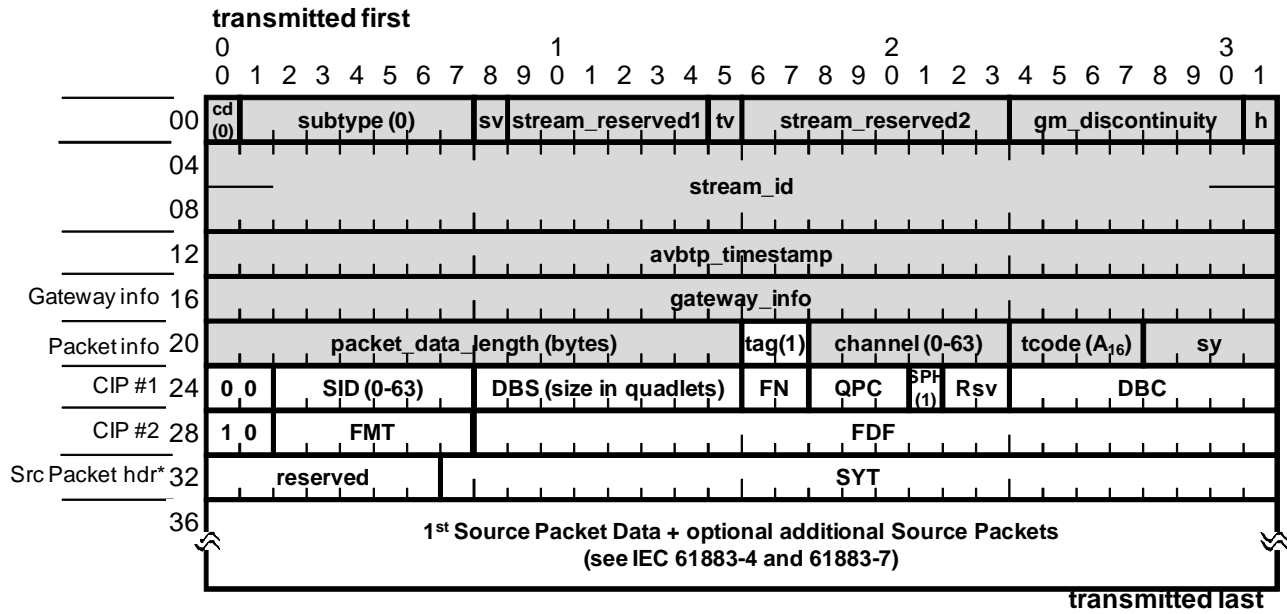 transmitted first
0 1 2 3
0 1 2 3 4 5 6 7 8 9 0 1 2 3 4 5 6 7 8 9 0 1 2 3 4 5 6 7 8 9 0 1
00 cd (0) subtype (0) sv stream_reserved1 tv stream_reserved2 gm_discontinuity h
04
stream_id
08
12 avbtp_timestamp
Gateway info 16 gateway_info
Packet info 20 packet_data_length (bytes) tag(1) channel (0-63) tcode (A₁₆) sy
CIP #1 24 0 0 SID (0-63) DBS (size in quadlets) FN QPC SPH (1) Rsv DBC
CIP #2 28 1 0 FMT FDF
Src Packet hdr* 32 reserved SYT
36 1st Source Packet Data + optional additional Source Packets
(see IEC 61883-4 and 61883-7)
transmitted last